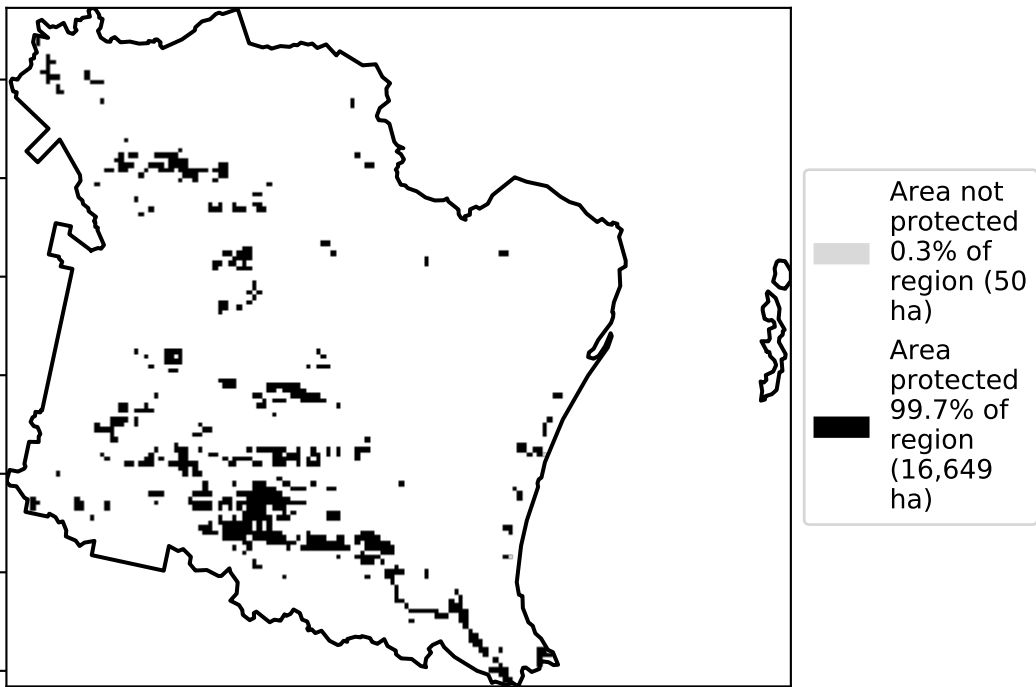 Area not
protected
0.3% of
region (50
ha)
Area
protected
99.7% of
region
(16,649
ha)